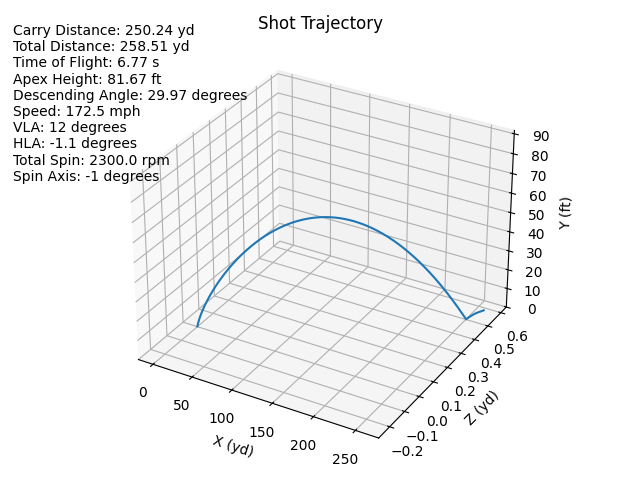 Shot Trajectory
Carry Distance: 250.24 yd
Total Distance: 258.51 yd
Time of Flight: 6.77 s
Apex Height: 81.67 ft
Descending Angle: 29.97 degrees
Speed: 172.5 mph
VLA: 12 degrees
HLA: -1.1 degrees
Total Spin: 2300.0 rpm
Spin Axis: -1 degrees
90
80
70
60
50
40
30
20
10
0
Y (ft)
0.6
0.5
0.4
0.3
0.2
0.1
0.0
−0.1
−0.2
Z (yd)
0
50
100
150
200
250
X (yd)